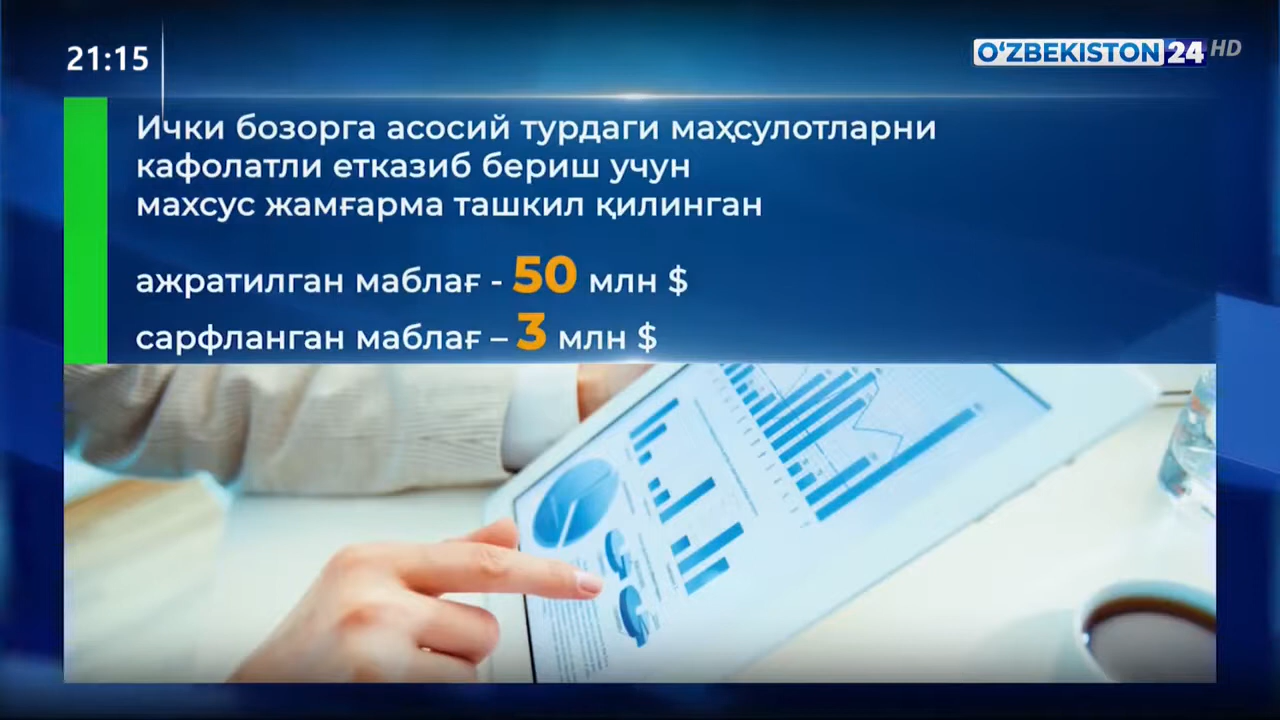 21:15
O‘ZBEKISTON 24 HD
Ички бозорга асосий турдаги маҳсулотларни
кафолатли етказиб бериш учун
махсус жамғарма ташкил қилинган
ажратилган маблағ - 50 млн $
сарфланган маблағ – 3 млн $